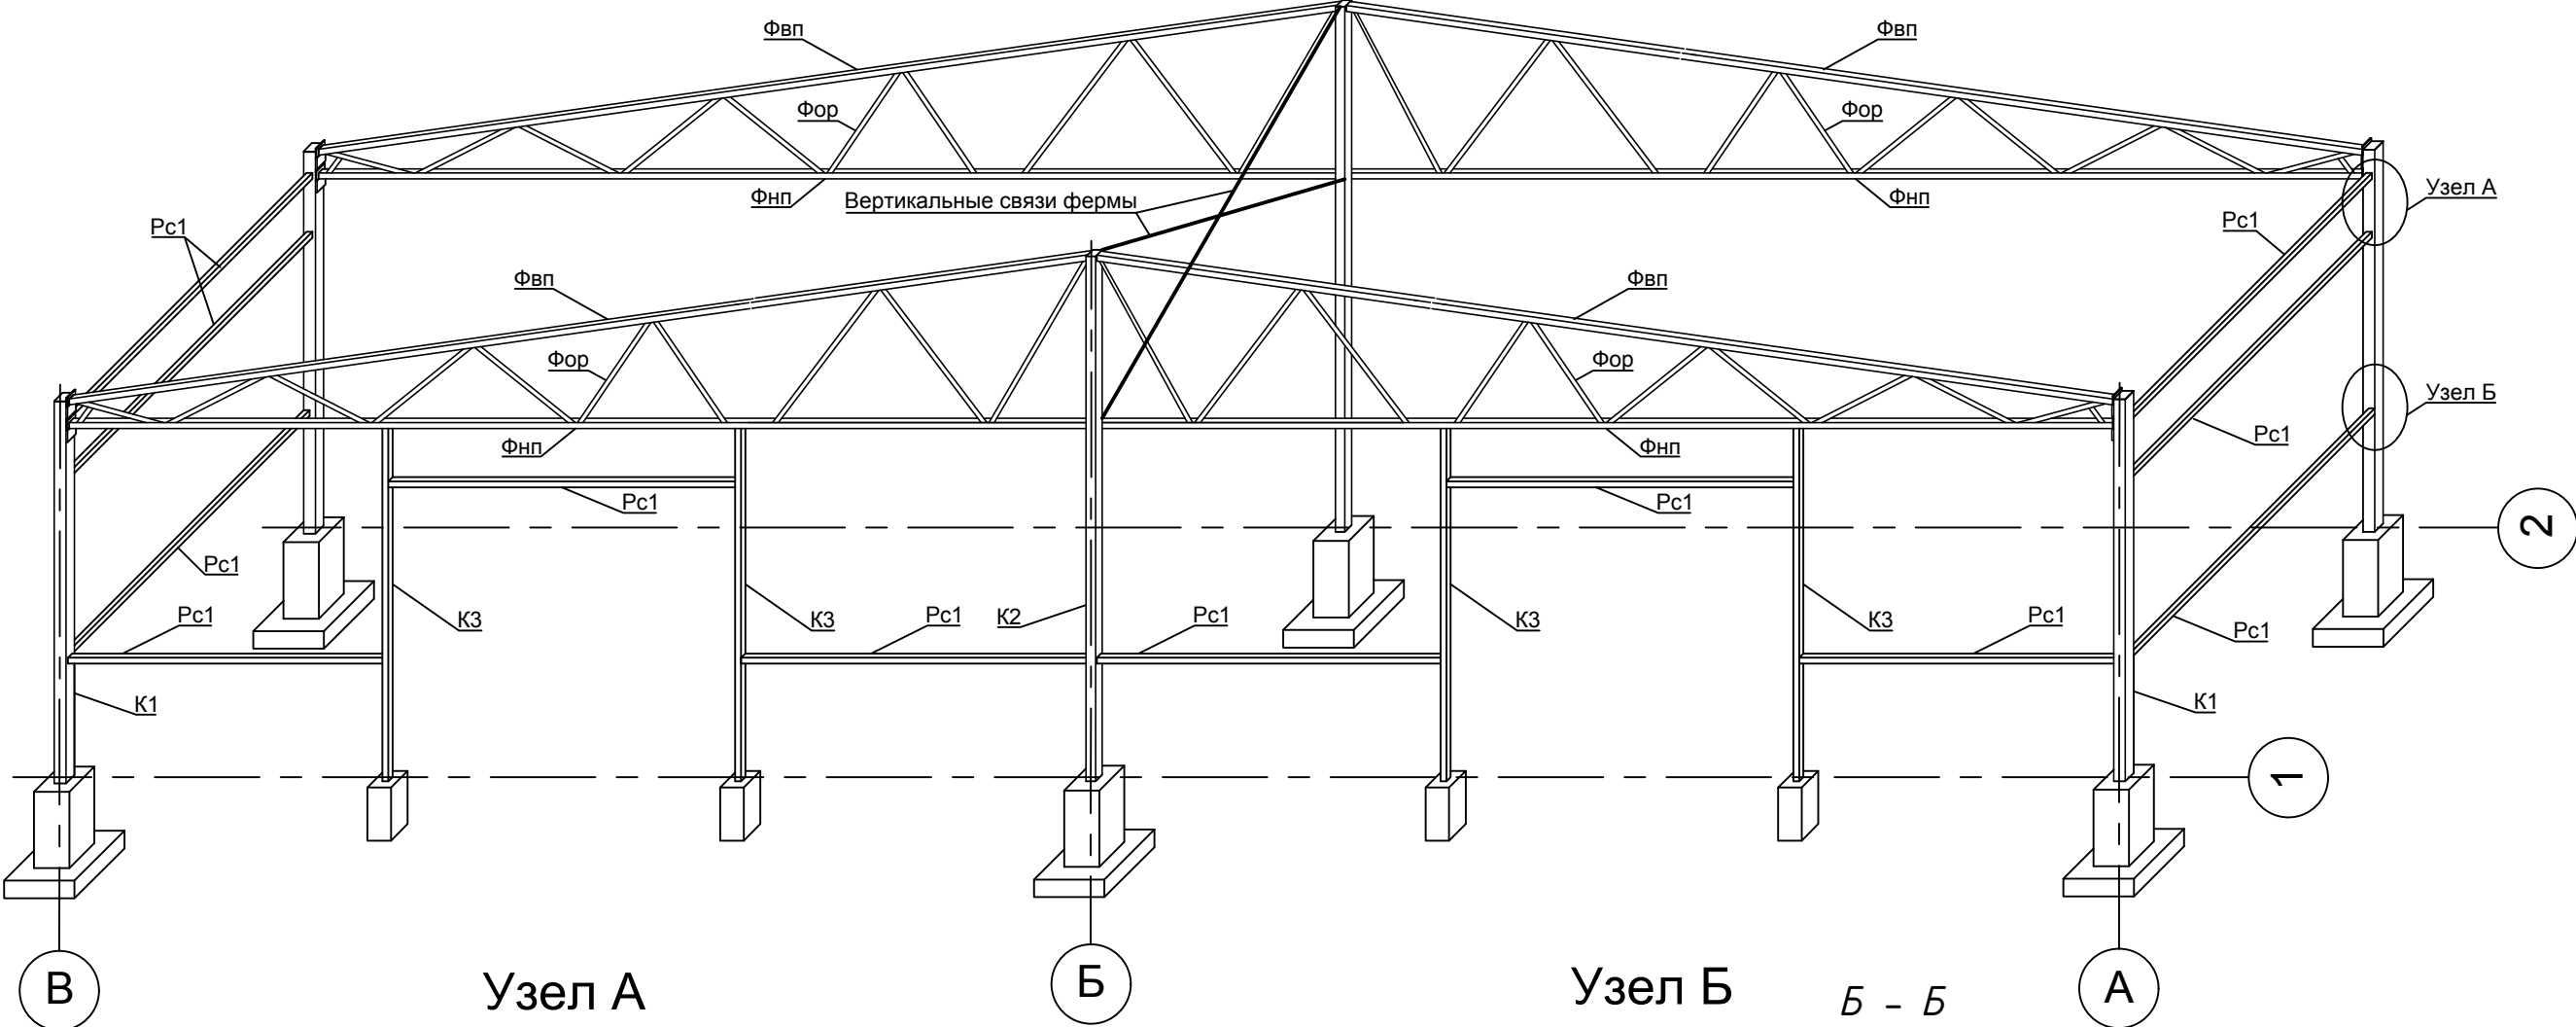 Фвп
Фвп
Фор
Фор
Фнп
Вертикальные связи фермы
Фнп
Узел А
Рс1
Рс1
Фвп
Фвп
Фор
Фор
Узел Б
Фнп
Фнп
Рс1
Рс1
Рс1
2
Рс1
Рс1
К3
К3
Рс1
К2
Рс1
К3
К3
Рс1
Рс1
К1
К1
1
В
Б
А
Узел А
Узел Б
Б - Б